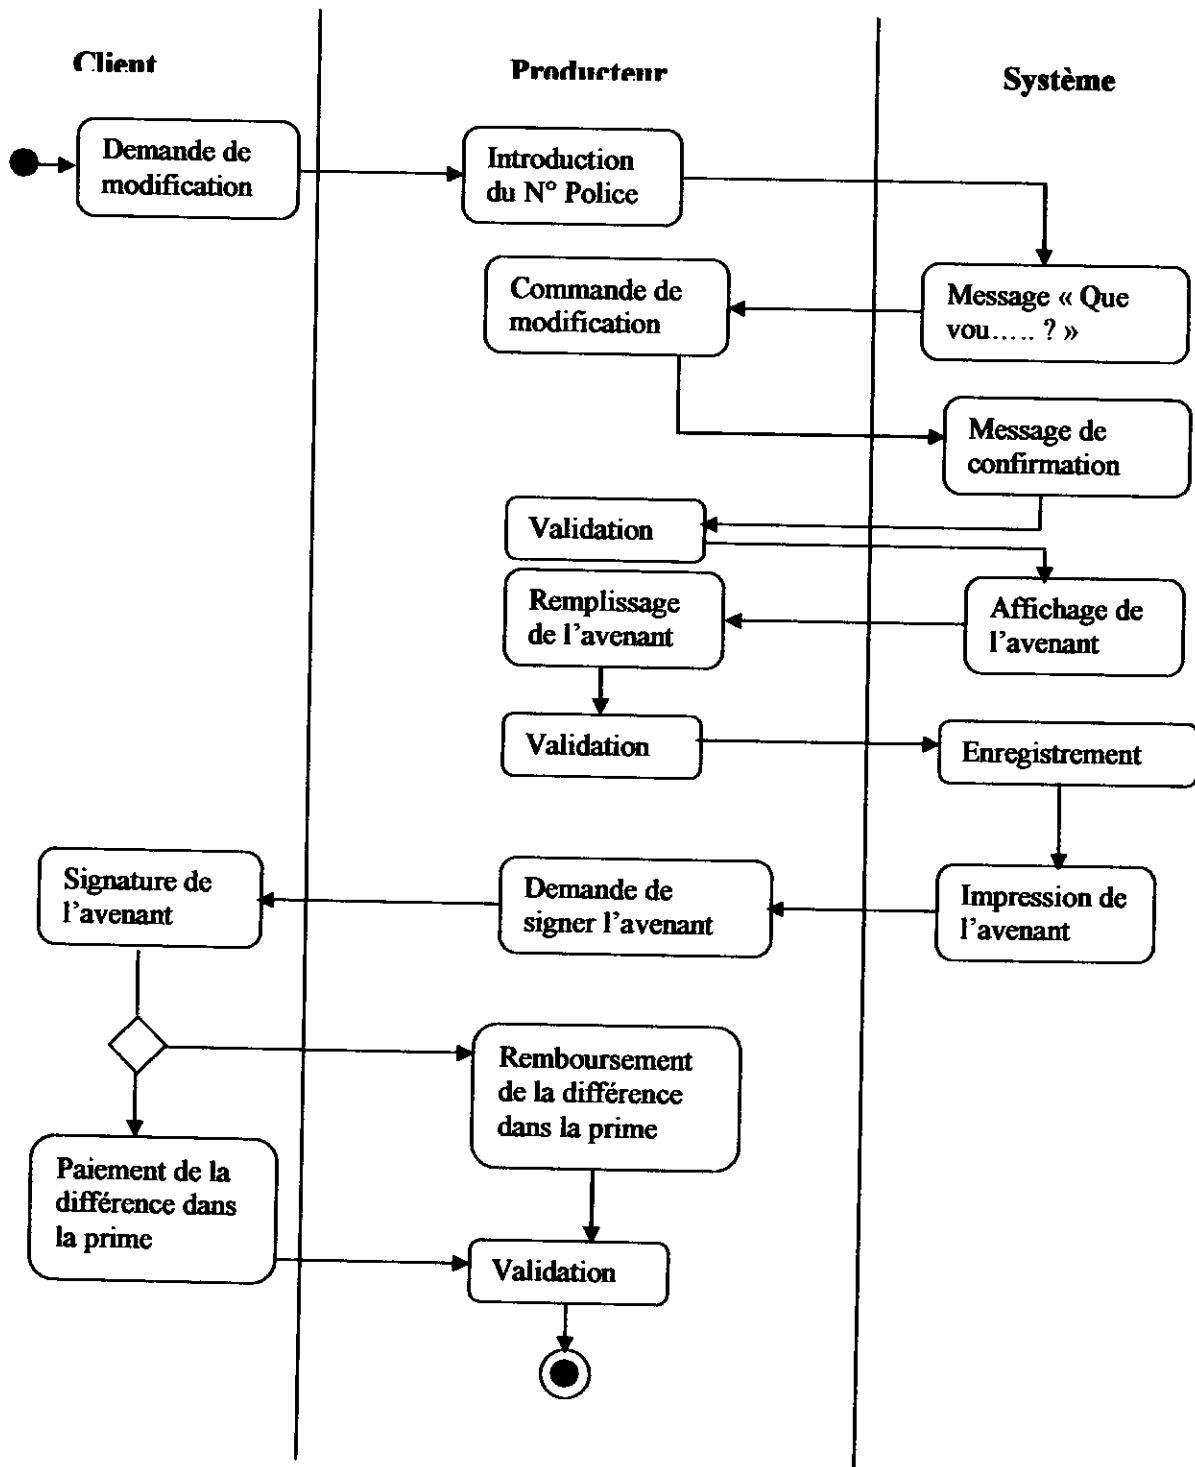 Client
Producteur
Système
Demande de
modification
Introduction
du N° Police
Message « Que
vou..... ? »
Commande de
modification
Message de
confirmation
Validation
Affichage de
l'avenant
Remplissage
de l'avenant
Validation
Enregistrement
Impression de
l'avenant
Demande de
signer l'avenant
Signature de
l'avenant
Remboursement
de la différence
dans la prime
Paiement de la
différence dans
la prime
Validation